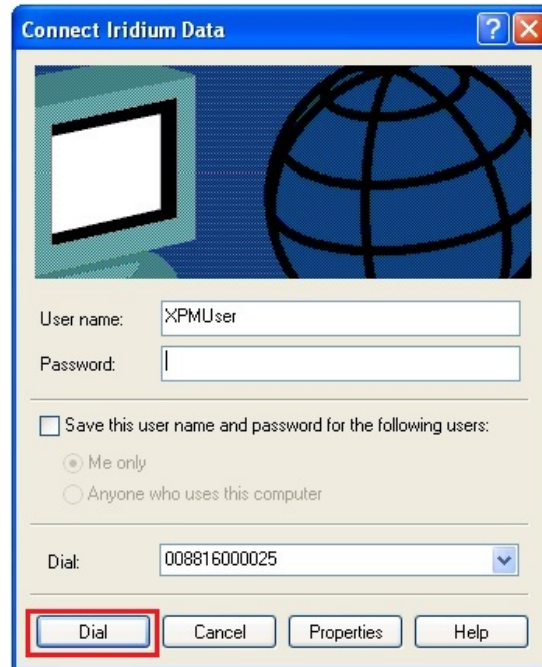 Connect Iridium Data
User name: XPMUser
Password:
Save this user name and password for the following users:
Me only
Anyone who uses this computer
Dial: 008816000025
Dial Cancel Properties Help